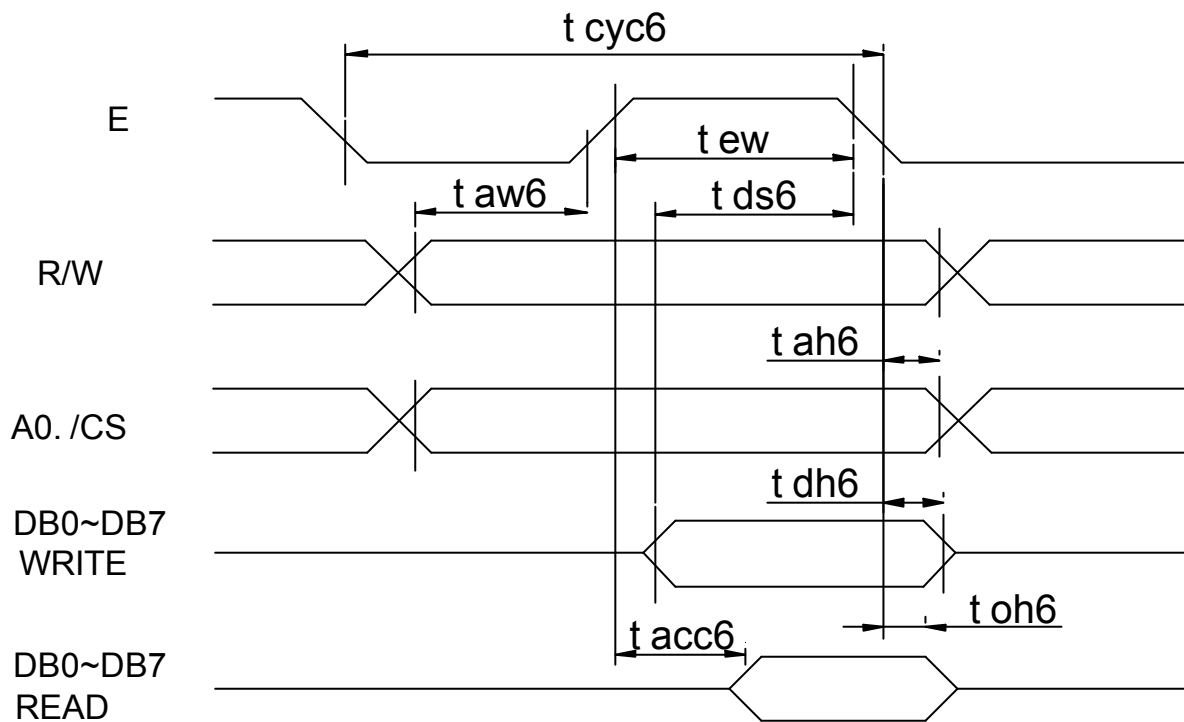 t cyc6
E
t ew
t aw6
t ds6
R/W
t ah6
A0. /CS
t dh6
DB0~DB7
WRITE
t oh6
t acc6
DB0~DB7
READ